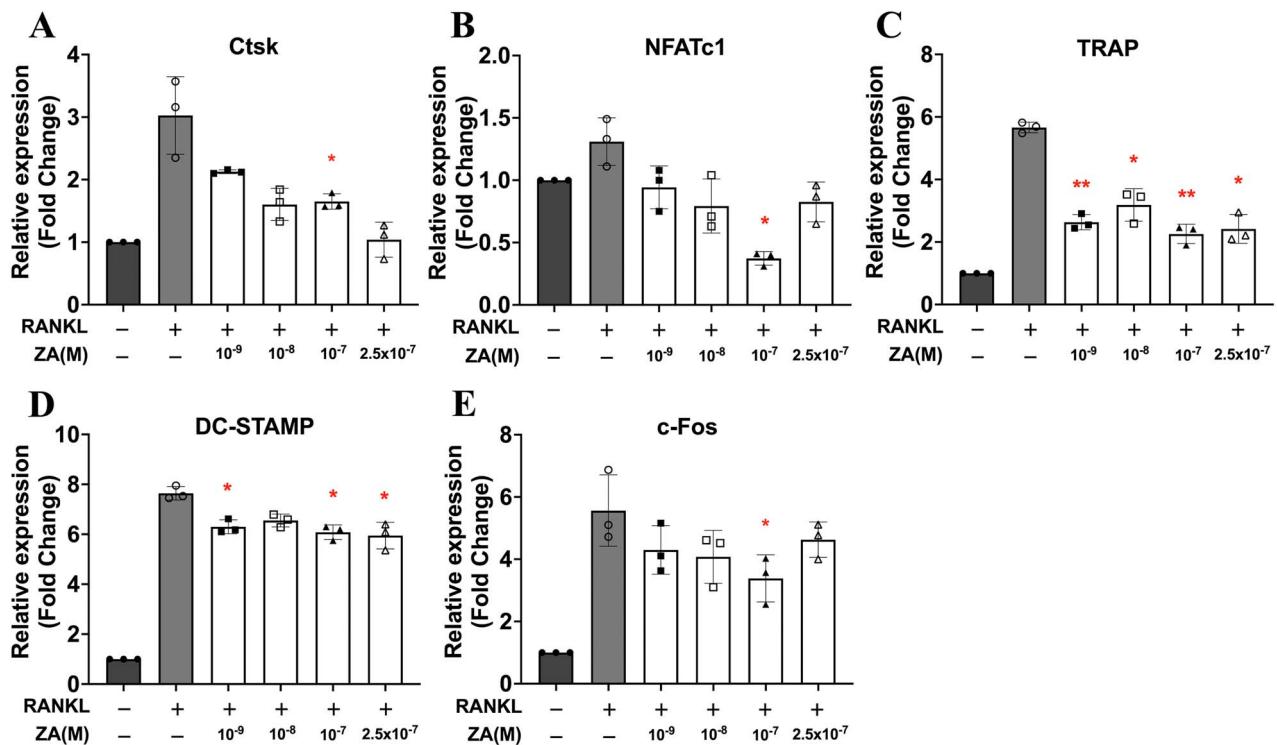 A
Ctsk
Relative expression
(Fold Change)
4
3
2
1
0
*
RANKL – + + + + +
ZA(M) – – 10⁻⁹ 10⁻⁸ 10⁻⁷ 2.5x10⁻⁷
B
NFATc1
Relative expression
(Fold Change)
2.0
1.5
1.0
0.5
0.0
*
– + + + + +
– – 10⁻⁹ 10⁻⁸ 10⁻⁷ 2.5x10⁻⁷
C
TRAP
Relative expression
(Fold Change)
8
6
4
2
0
** * ** *
RANKL – + + + + +
ZA(M) – – 10⁻⁹ 10⁻⁸ 10⁻⁷ 2.5x10⁻⁷
D
DC-STAMP
Relative expression
(Fold Change)
10
8
6
4
2
0
* * *
RANKL – + + + + +
ZA(M) – – 10⁻⁹ 10⁻⁸ 10⁻⁷ 2.5x10⁻⁷
E
c-Fos
Relative expression
(Fold Change)
8
6
4
2
0
*
RANKL – + + + + +
ZA(M) – – 10⁻⁹ 10⁻⁸ 10⁻⁷ 2.5x10⁻⁷